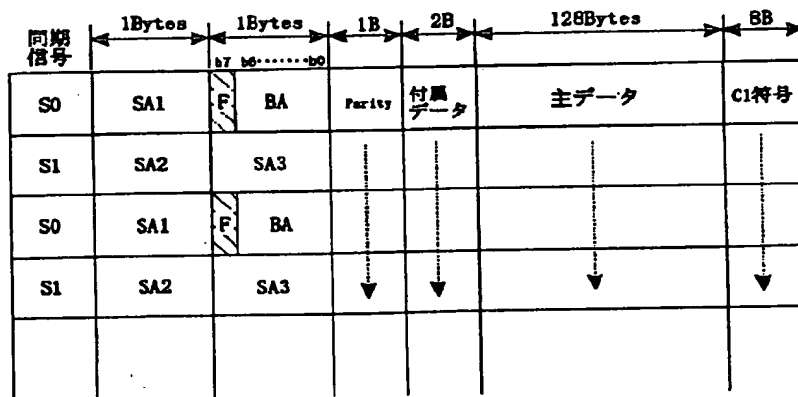 同期 1Bytes 1Bytes 1B 2B 128Bytes 8B
信号
b7 b6········b0
S0 SA1 F BA Parity 付属 主データ C1符号
データ
S1 SA2 SA3
S0 SA1 F BA
S1 SA2 SA3